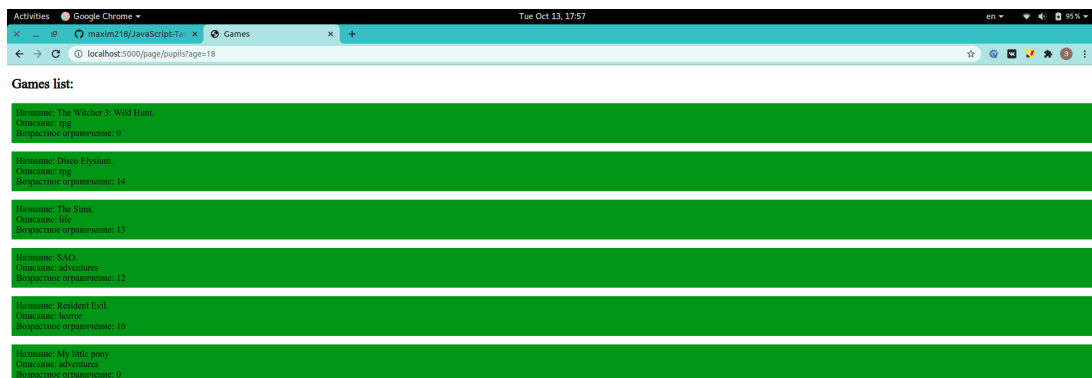 Activities Google Chrome Tue Oct 13, 17:57 en 95%
maxim218/JavaScript-Tas Games
localhost:5000/page/pupils?age=18
Games list:
Название: The Witcher 3: Wild Hunt.
Описание: rpg
Возрастное ограничение: 0
Название: Disco Elysium.
Описание: rpg
Возрастное ограничение: 14
Название: The Sims.
Описание: life
Возрастное ограничение: 13
Название: SAO.
Описание: adventures
Возрастное ограничение: 12
Название: Resident Evil.
Описание: horror
Возрастное ограничение: 16
Название: My little pony
Описание: adventures
Возрастное ограничение: 0